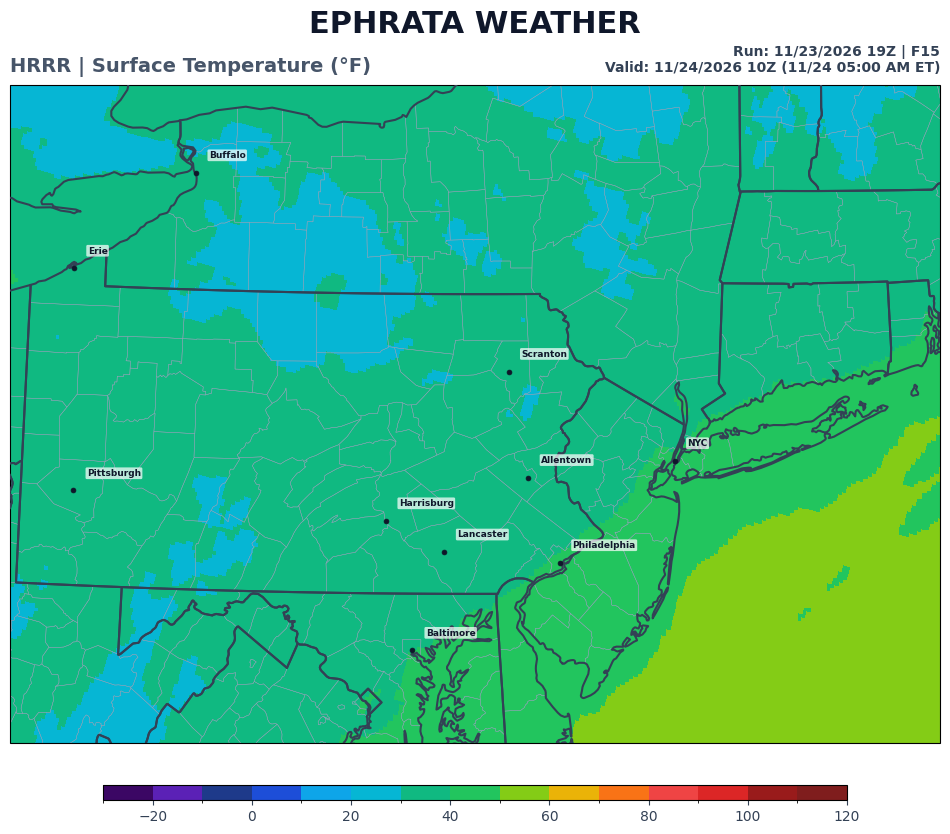 EPHRATA WEATHER
HRRR | Surface Temperature (°F)
Run: 11/23/2026 19Z | F15
Valid: 11/24/2026 10Z (11/24 05:00 AM ET)
Buffalo
Erie
Scranton
NYC
Allentown
Pittsburgh
Harrisburg
Lancaster
Philadelphia
Baltimore
−20 0 20 40 60 80 100 120